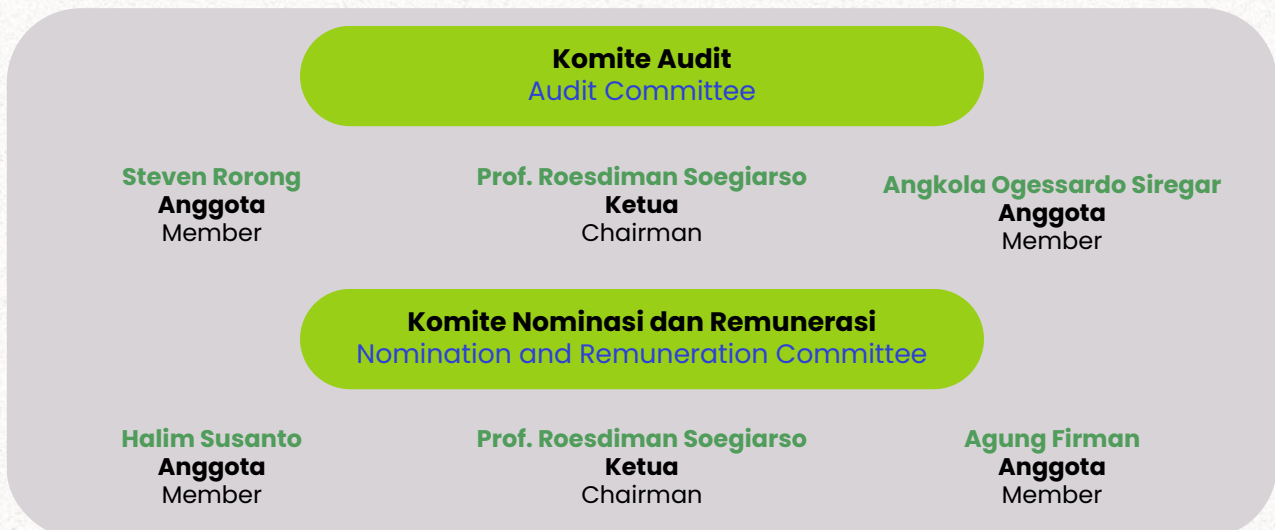 Komite Audit
Audit Committee
Steven Rorong
Anggota
Member
Prof. Roesdiman Soegiarso
Ketua
Chairman
Angkola Ogessardo Siregar
Anggota
Member
Komite Nominasi dan Remunerasi
Nomination and Remuneration Committee
Halim Susanto
Anggota
Member
Prof. Roesdiman Soegiarso
Ketua
Chairman
Agung Firman
Anggota
Member